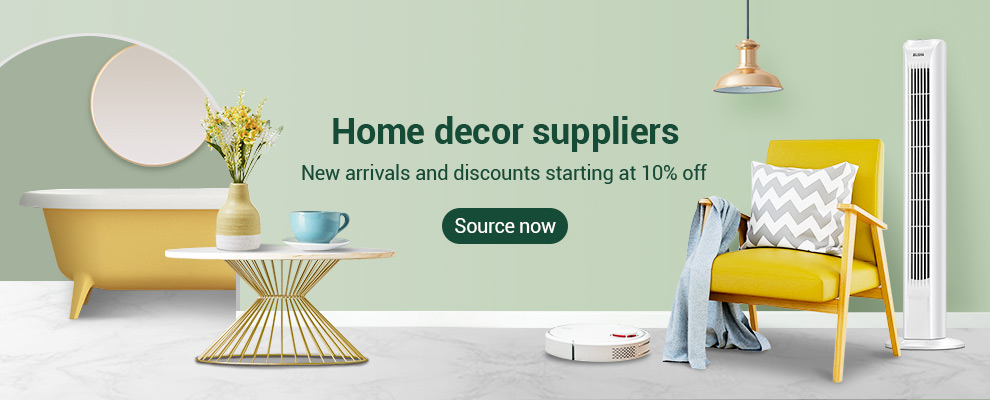 Home decor suppliers
New arrivals and discounts starting at 10% off
Source now